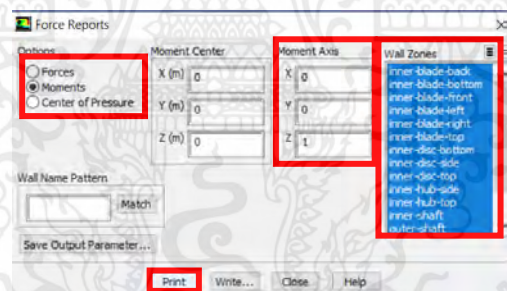 Force Reports
Options
Forces
Moments
Center of Pressure
Moment Center
X (m) 0
Y (m) 0
Z (m) 0
Moment Axis
X 0
Y 0
Z 1
Wall Zones
inner-blade-back
inner-blade-bottom
inner-blade-front
inner-blade-left
inner-blade-right
inner-blade-top
inner-disc-bottom
inner-disc-side
inner-disc-top
inner-hub-side
inner-hub-top
inner-shaft
outer-shaft
Wall Name Pattern
Match
Save Output Parameter...
Print Write... Close Help